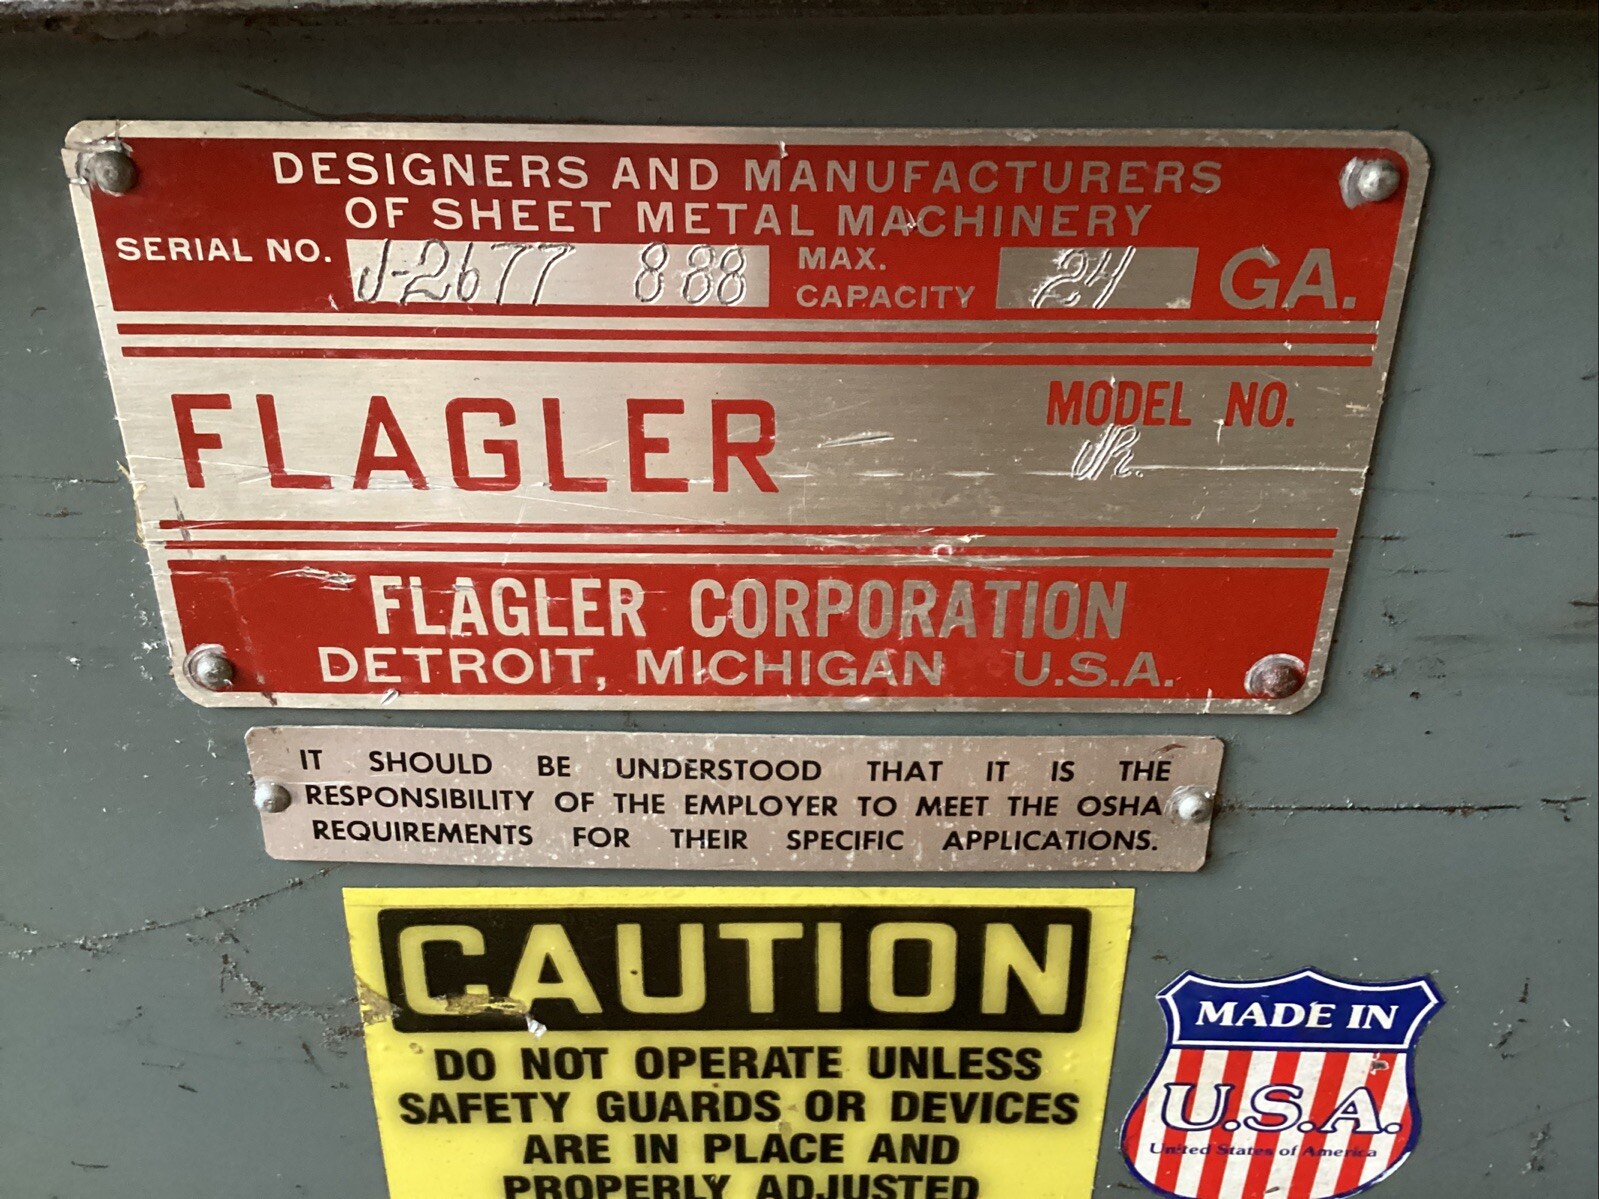 DESIGNERS AND MANUFACTURERS
OF SHEET METAL MACHINERY
SERIAL NO. J-2677 888 MAX. CAPACITY 24 GA.
FLAGLER
MODEL NO.
JR.
FLAGLER CORPORATION
DETROIT, MICHIGAN U.S.A.
IT SHOULD BE UNDERSTOOD THAT IT IS THE
RESPONSIBILITY OF THE EMPLOYER TO MEET THE OSHA
REQUIREMENTS FOR THEIR SPECIFIC APPLICATIONS.
CAUTION
DO NOT OPERATE UNLESS
SAFETY GUARDS OR DEVICES
ARE IN PLACE AND
PROPERLY ADJUSTED
MADE IN
U.S.A.
United States of America